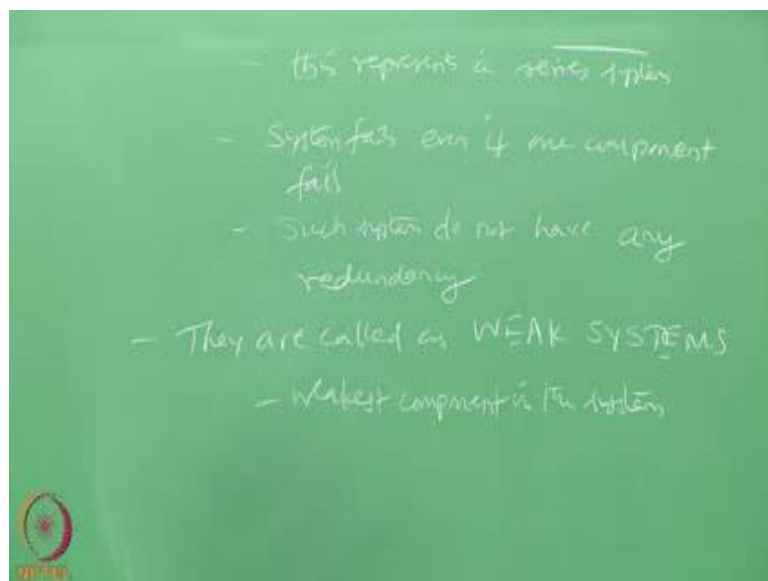 - this represents a series system
- System fails even if one component
fails
- Such system do not have any
redundancy
- They are called as WEAK SYSTEMS
- Weakest component in the system
NPTEL